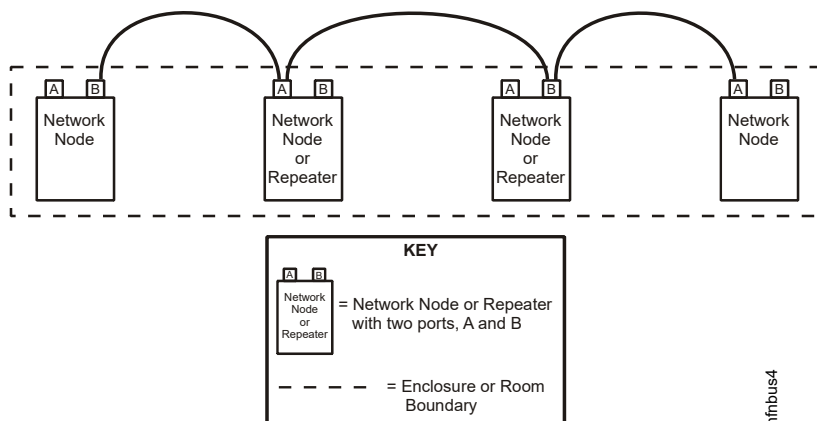 A B
A B
A B
A B
Network
Node
Network
Node
or
Repeater
Network
Node
or
Repeater
Network
Node
KEY
A B
Network
Node
or
Repeater
= Network Node or Repeater
with two ports, A and B
= Enclosure or Room
Boundary